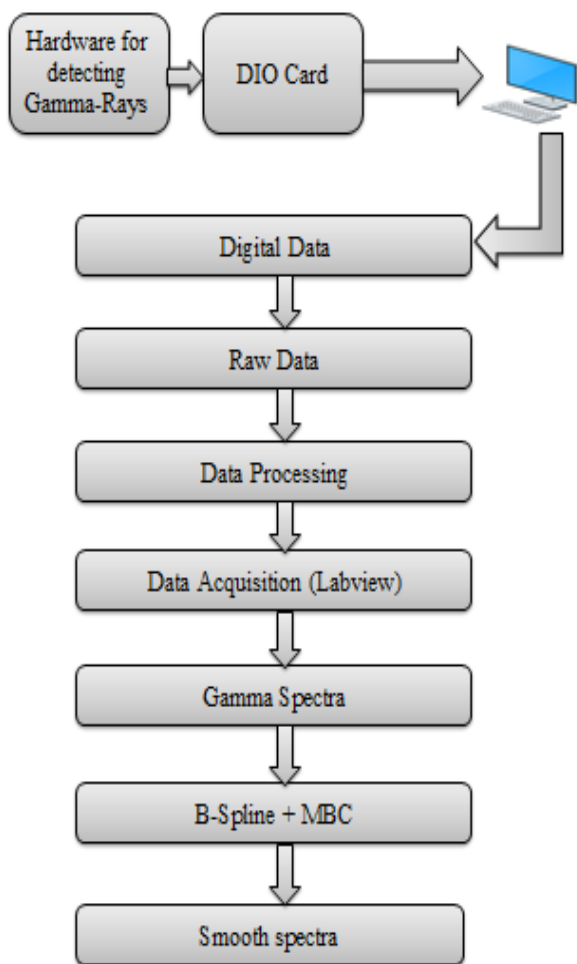 Hardware for
detecting
Gamma-Rays
DIO Card
Digital Data
Raw Data
Data Processing
Data Acquisition (Labview)
Gamma Spectra
B-Spline + MBC
Smooth spectra